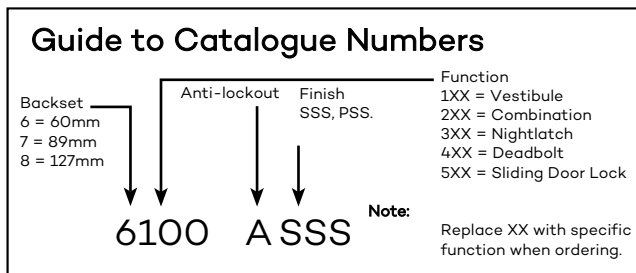 Guide to Catalogue Numbers
Backset
6 = 60mm
7 = 89mm
8 = 127mm
Anti-lockout
Finish
SSS, PSS.
Function
1XX = Vestibule
2XX = Combination
3XX = Nightlatch
4XX = Deadbolt
5XX = Sliding Door Lock
6100 A SSS
Note:
Replace XX with specific
function when ordering.